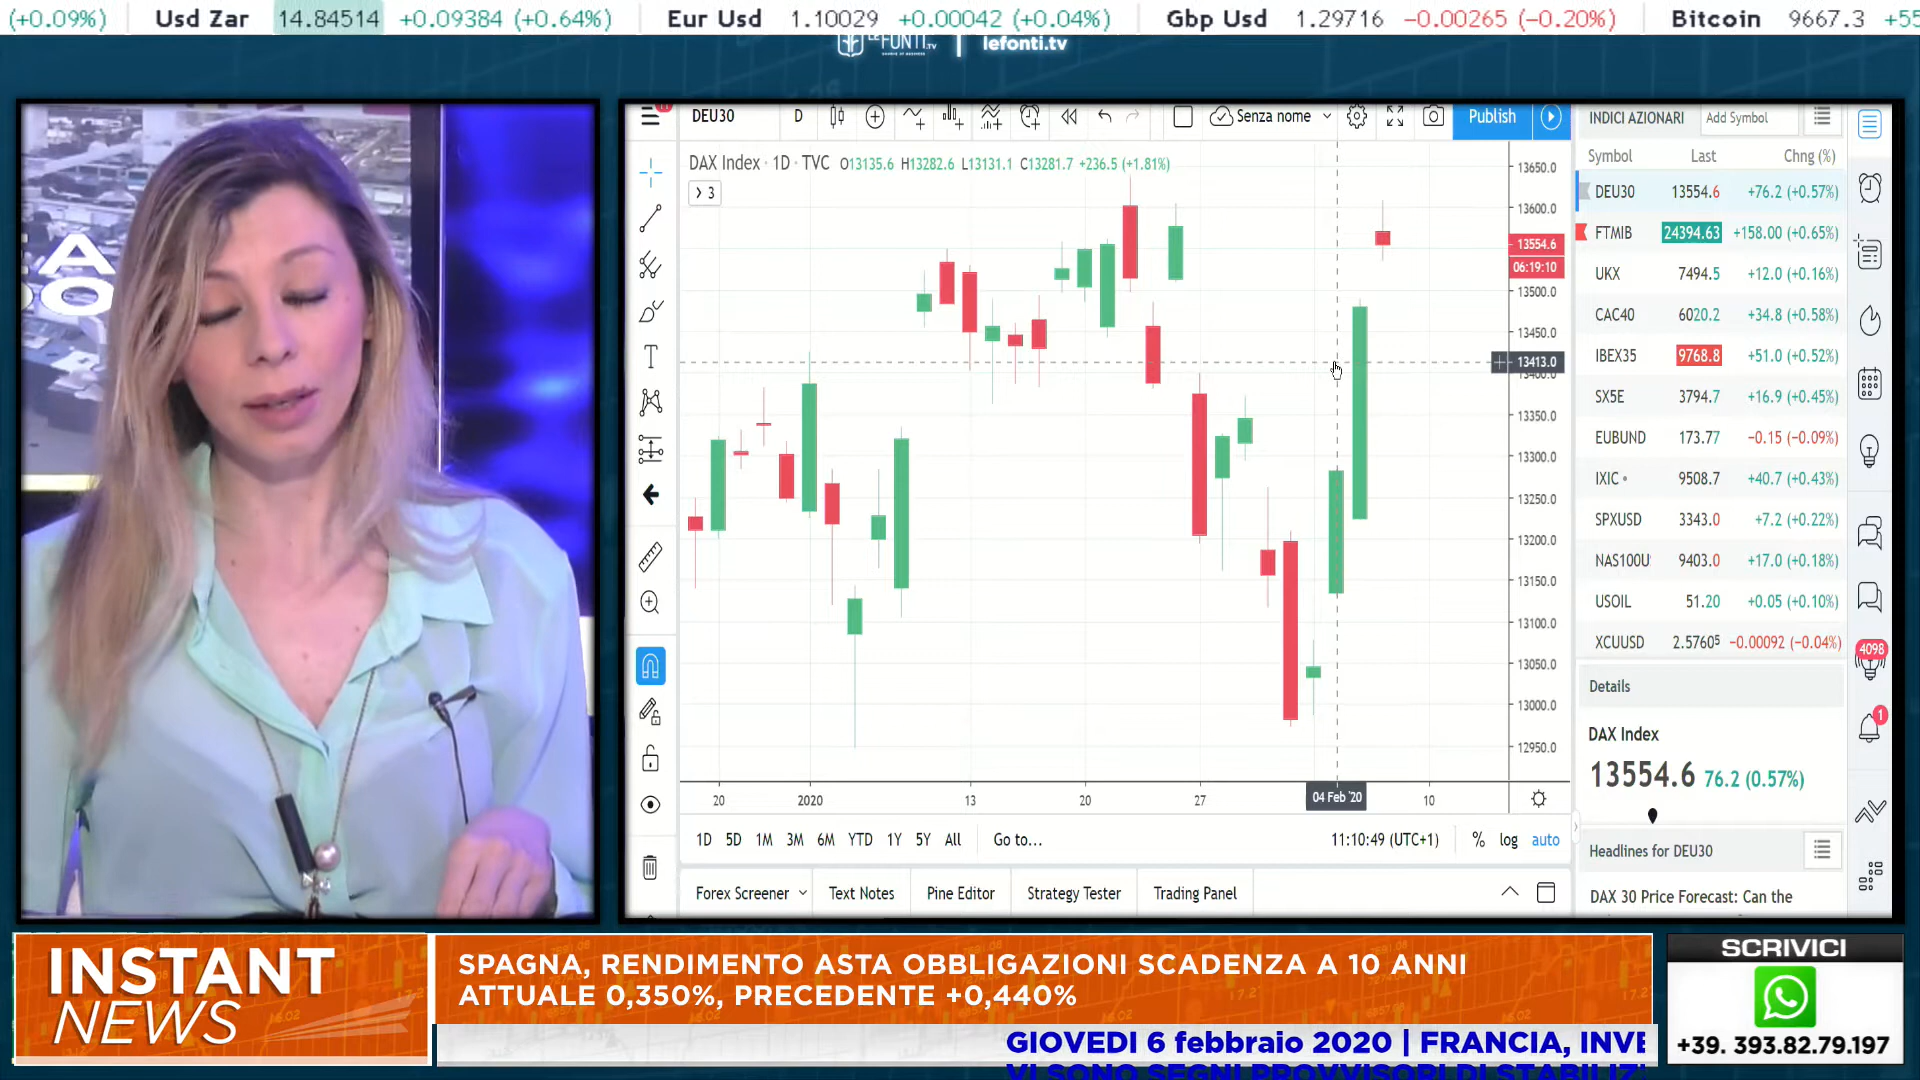 (+0.09%) Usd Zar 14.84514 +0.09384 (+0.64%) Eur Usd 1.10029 +0.00042 (+0.04%) Gbp Usd 1.29716 −0.00265 (−0.20%) Bitcoin 9667.3 +55
LEFONTI.TV | lefonti.tv
DEU30 D Senza nome Publish
DAX Index · 1D · TVC O13135.6 H13282.6 L13131.1 C13281.7 +236.5 (+1.81%)
3
13650.0
13600.0
13554.6
06:19:10
13500.0
13450.0
13413.0
13400.0
13350.0
13300.0
13250.0
13200.0
13150.0
13100.0
13050.0
13000.0
12950.0
20 2020 13 20 27 04 Feb '20 10
1D 5D 1M 3M 6M YTD 1Y 5Y All Go to... 11:10:49 (UTC+1) % log auto
Forex Screener Text Notes Pine Editor Strategy Tester Trading Panel
INDICI AZIONARI Add Symbol
Symbol Last Chng (%)
DEU30 13554.6 +76.2 (+0.57%)
FTMIB 24394.63 +158.00 (+0.65%)
UKX 7494.5 +12.0 (+0.16%)
CAC40 6020.2 +34.8 (+0.58%)
IBEX35 9768.8 +51.0 (+0.52%)
SX5E 3794.7 +16.9 (+0.45%)
EUBUND 173.77 −0.15 (−0.09%)
IXIC 9508.7 +40.7 (+0.43%)
SPXUSD 3343.0 +7.2 (+0.22%)
NAS100U 9403.0 +17.0 (+0.18%)
USOIL 51.20 +0.05 (+0.10%)
XCUUSD 2.57605 −0.00092 (−0.04%)
4098
1
Details
DAX Index
13554.6 76.2 (0.57%)
Headlines for DEU30
DAX 30 Price Forecast: Can the
INSTANT
NEWS
SPAGNA, RENDIMENTO ASTA OBBLIGAZIONI SCADENZA A 10 ANNI
ATTUALE 0,350%, PRECEDENTE +0,440%
GIOVEDI 6 febbraio 2020 | FRANCIA, INVE
VI SONO SEGNI PROVVISORI DI STABILIZ
SCRIVICI
+39. 393.82.79.197